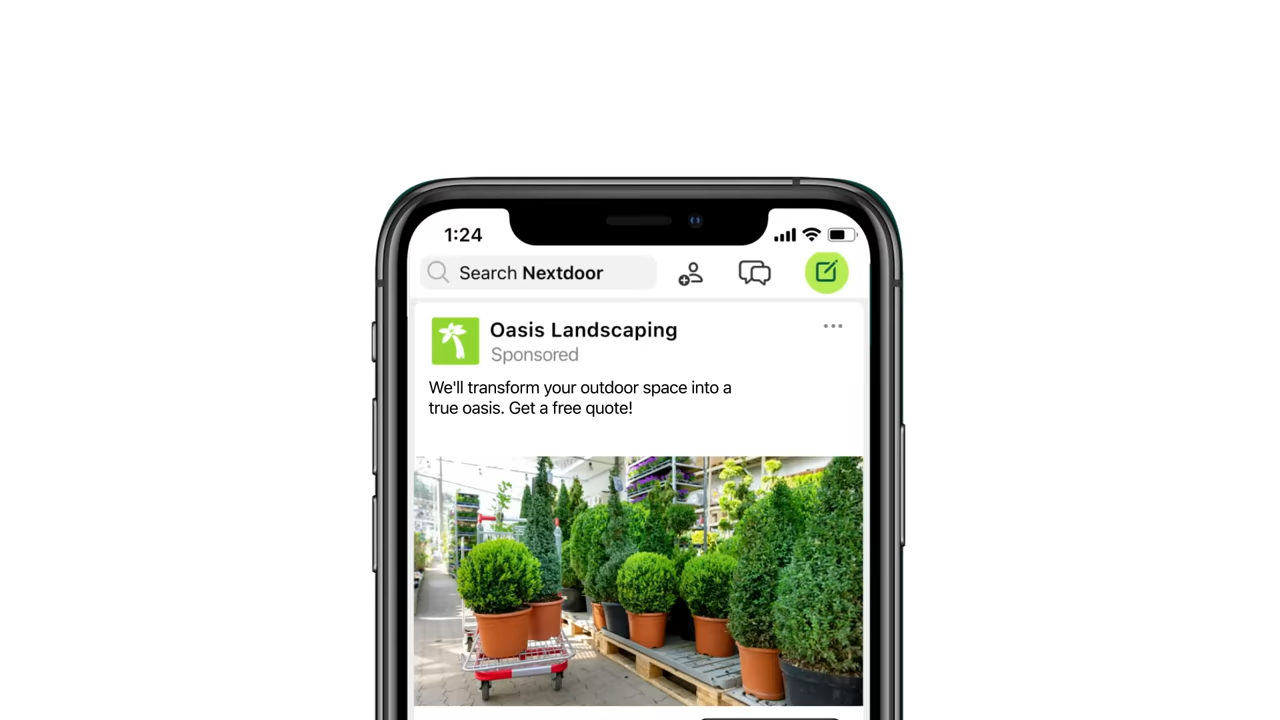 1:24
Search Nextdoor
Oasis Landscaping
Sponsored
We'll transform your outdoor space into a
true oasis. Get a free quote!